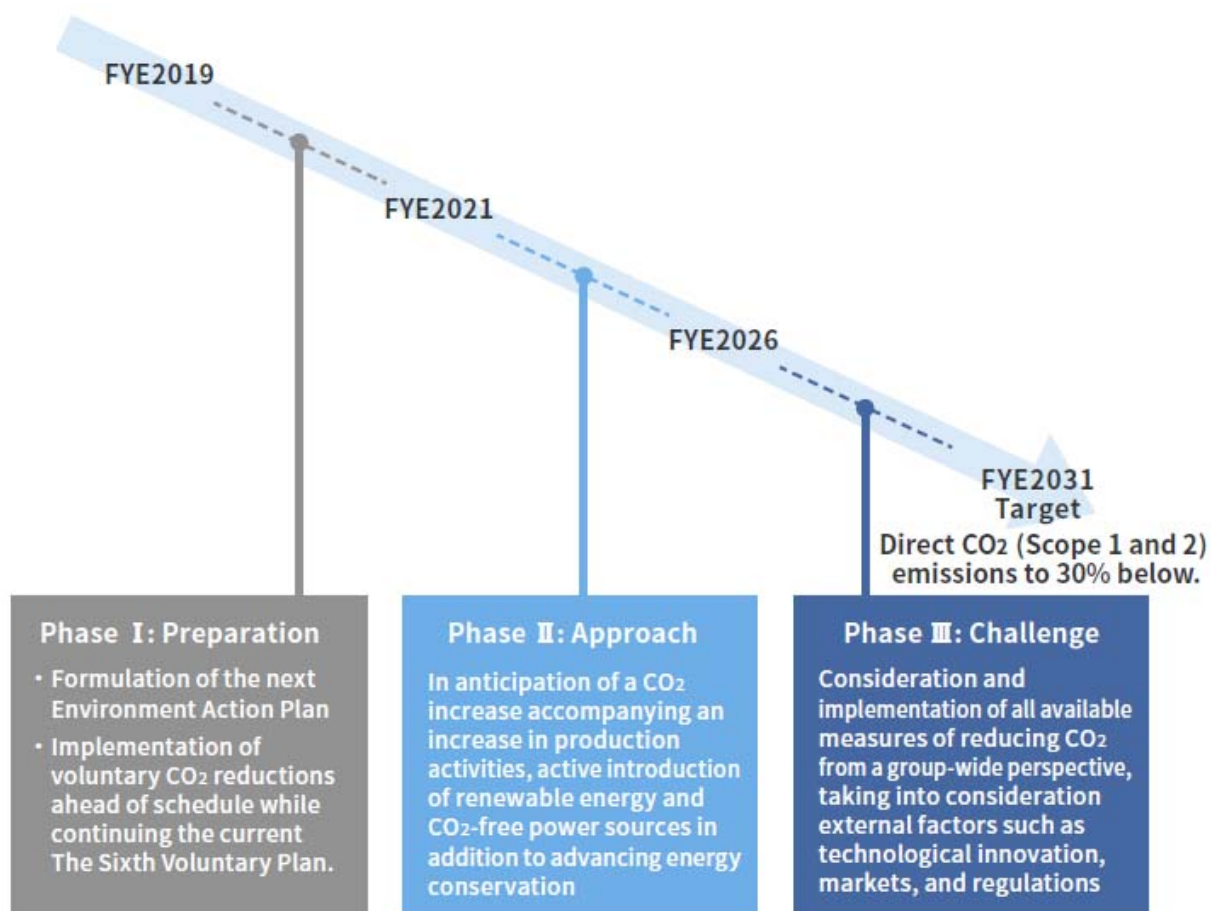 FYE2019
FYE2021
FYE2026
FYE2031
Target
Direct CO2 (Scope 1 and 2)
emissions to 30% below.
Phase Ⅰ: Preparation
・Formulation of the next
Environment Action Plan
・Implementation of
voluntary CO2 reductions
ahead of schedule while
continuing the current
The Sixth Voluntary Plan.
Phase Ⅱ: Approach
In anticipation of a CO2
increase accompanying an
increase in production
activities, active introduction
of renewable energy and
CO2-free power sources in
addition to advancing energy
conservation
Phase Ⅲ: Challenge
Consideration and
implementation of all available
measures of reducing CO2
from a group-wide perspective,
taking into consideration
external factors such as
technological innovation,
markets, and regulations